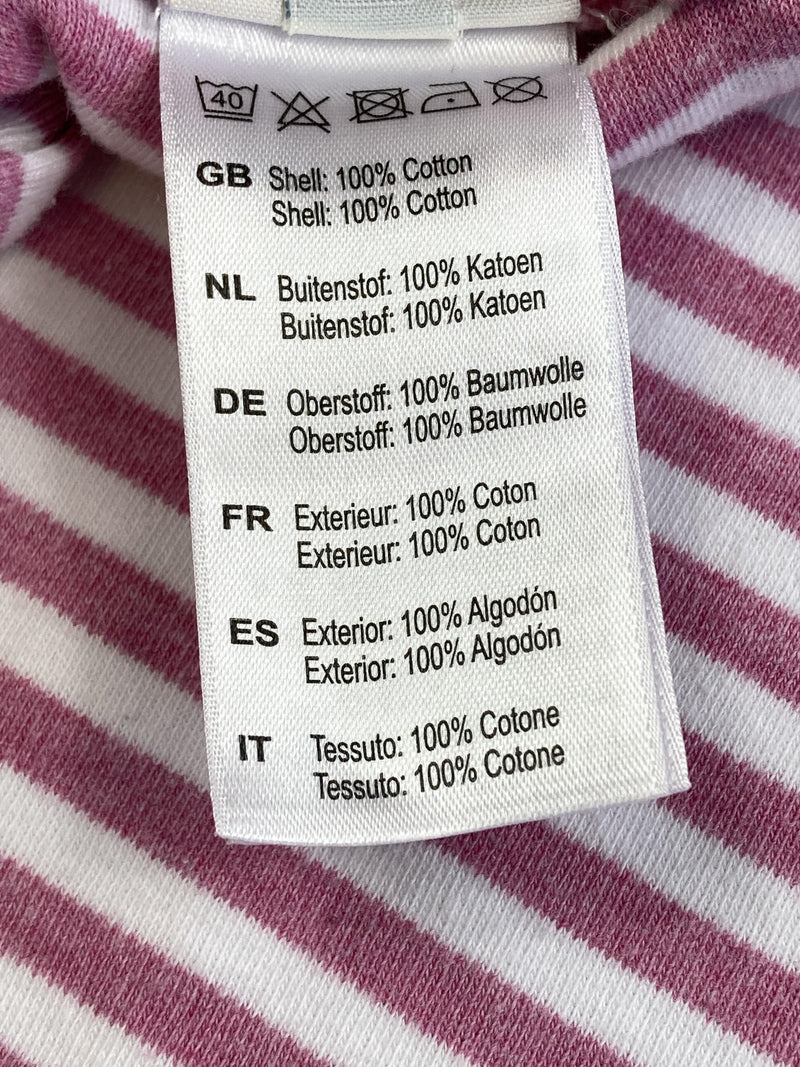 40
GB Shell: 100% Cotton
Shell: 100% Cotton
NL Buitenstof: 100% Katoen
Buitenstof: 100% Katoen
DE Oberstoff: 100% Baumwolle
Oberstoff: 100% Baumwolle
FR Exterieur: 100% Coton
Exterieur: 100% Coton
ES Exterior: 100% Algodón
Exterior: 100% Algodón
IT Tessuto: 100% Cotone
Tessuto: 100% Cotone